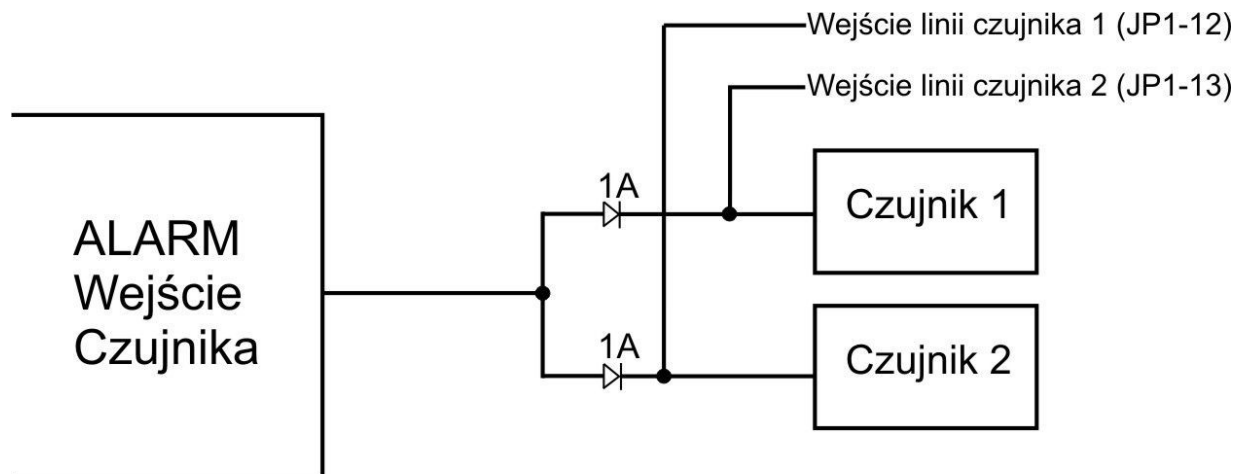 Wejście linii czujnika 1 (JP1-12)
Wejście linii czujnika 2 (JP1-13)
ALARM
Wejście
Czujnika
1A
Czujnik 1
1A
Czujnik 2